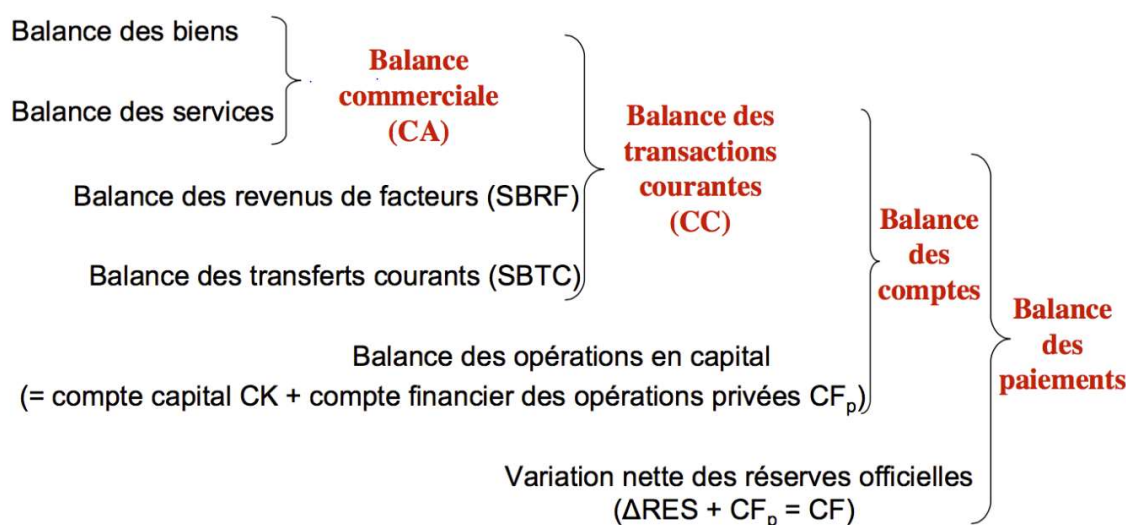 Balance des biens
Balance des services
Balance
commerciale
(CA)
Balance des revenus de facteurs (SBRF)
Balance des transferts courants (SBTC)
Balance des
transactions
courantes
(CC)
Balance des opérations en capital
(= compte capital CK + compte financier des opérations privées CFₚ)
Balance
des
comptes
Variation nette des réserves officielles
(ΔRES + CFₚ = CF)
Balance
des
paiements